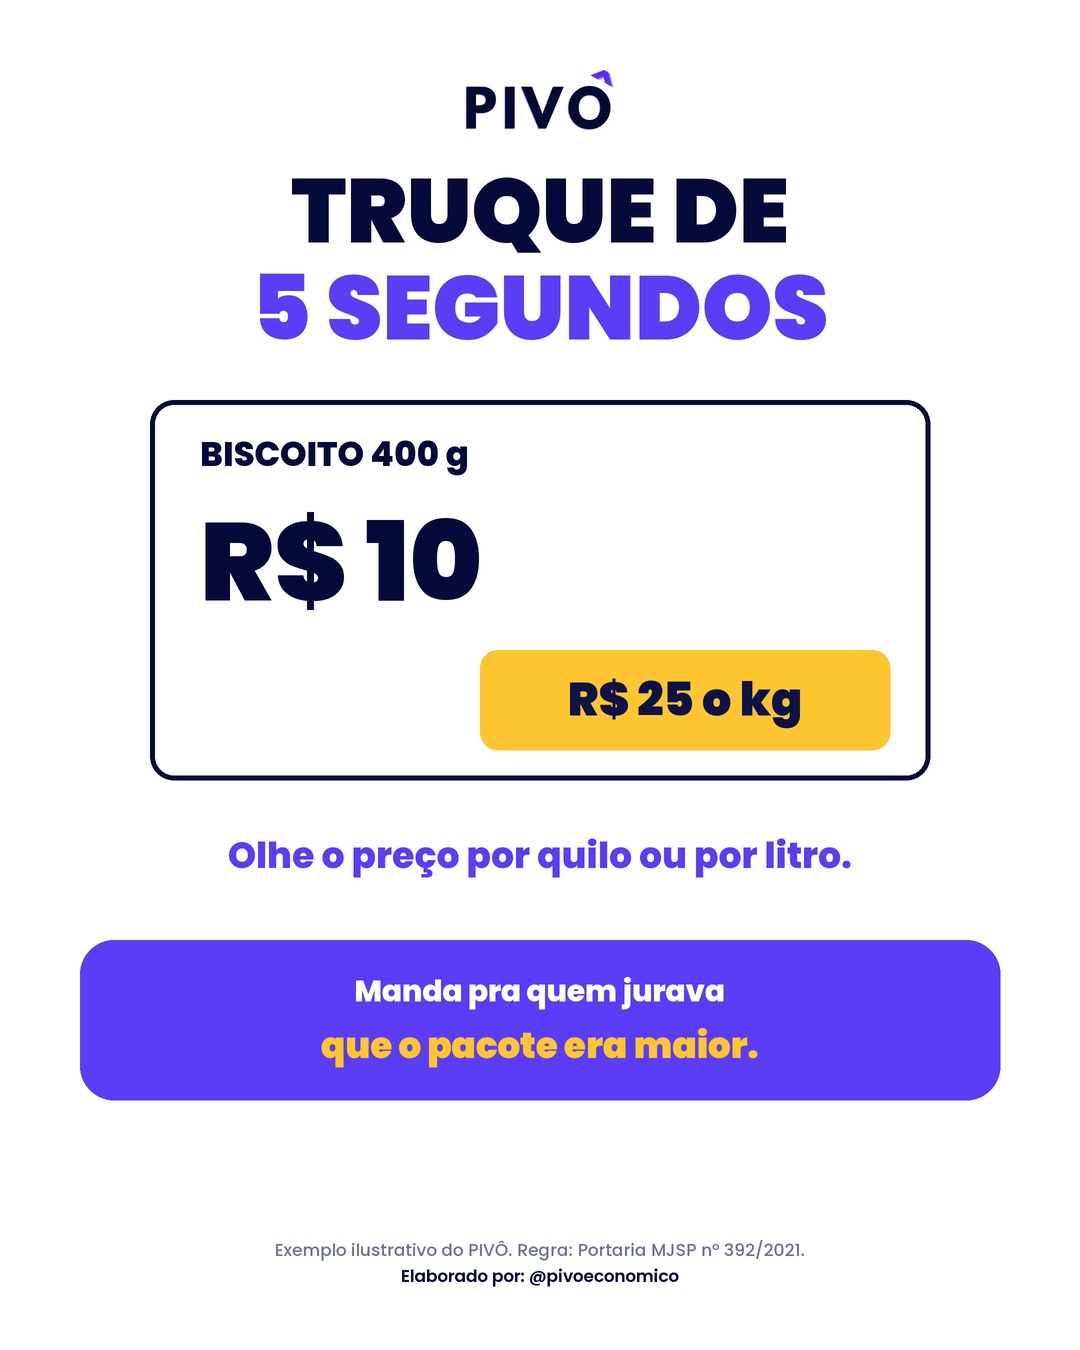 PIVÔ
TRUQUE DE
5 SEGUNDOS
BISCOITO 400 g
R$ 10
R$ 25 o kg
Olhe o preço por quilo ou por litro.
Manda pra quem jurava
que o pacote era maior.
Exemplo ilustrativo do PIVÔ. Regra: Portaria MJSP nº 392/2021.
Elaborado por: @pivoeconomico